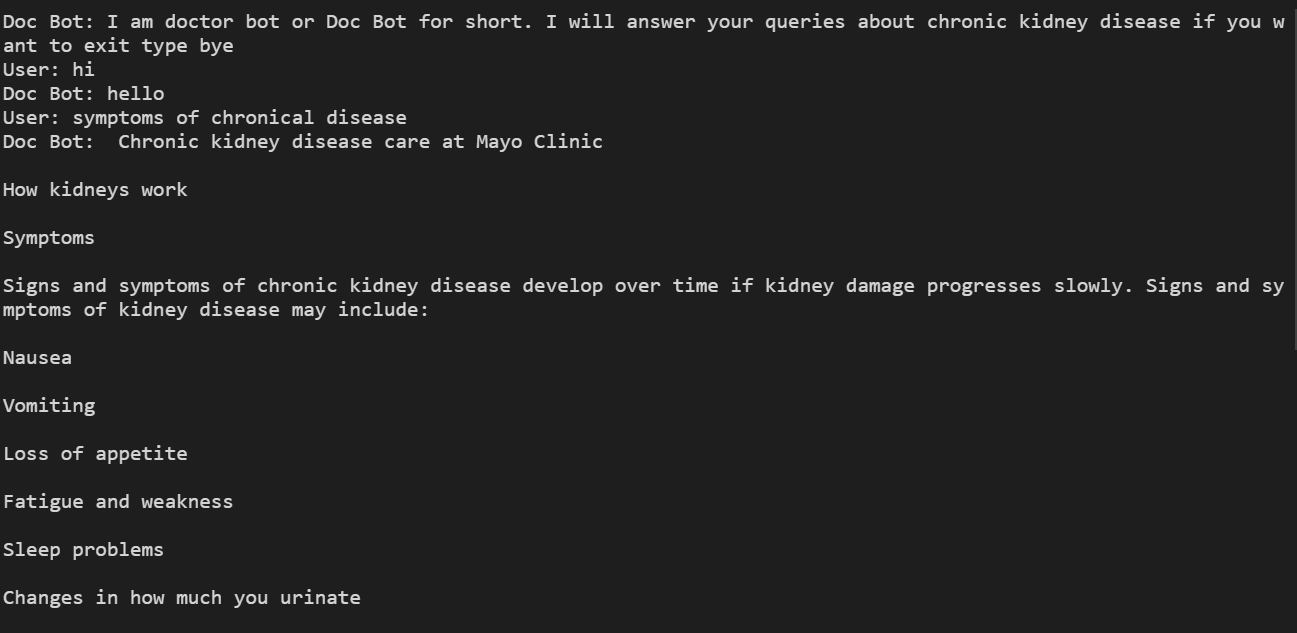 Doc Bot: I am doctor bot or Doc Bot for short. I will answer your queries about chronic kidney disease if you w
ant to exit type bye
User: hi
Doc Bot: hello
User: symptoms of chronical disease
Doc Bot:  Chronic kidney disease care at Mayo Clinic
How kidneys work
Symptoms
Signs and symptoms of chronic kidney disease develop over time if kidney damage progresses slowly. Signs and sy
mptoms of kidney disease may include:
Nausea
Vomiting
Loss of appetite
Fatigue and weakness
Sleep problems
Changes in how much you urinate